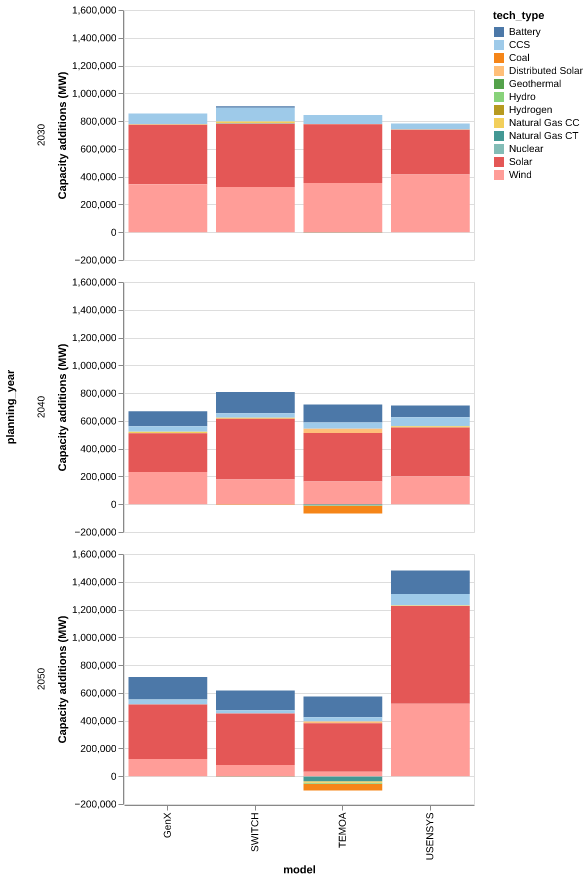 tech_type
Battery
CCS
Coal
Distributed Solar
Geothermal
Hydro
Hydrogen
Natural Gas CC
Natural Gas CT
Nuclear
Solar
Wind
planning_year
2030
Capacity additions (MW)
1,600,000
1,400,000
1,200,000
1,000,000
800,000
600,000
400,000
200,000
0
−200,000
2040
Capacity additions (MW)
1,600,000
1,400,000
1,200,000
1,000,000
800,000
600,000
400,000
200,000
0
−200,000
2050
Capacity additions (MW)
1,600,000
1,400,000
1,200,000
1,000,000
800,000
600,000
400,000
200,000
0
−200,000
GenX
SWITCH
TEMOA
USENSYS
model